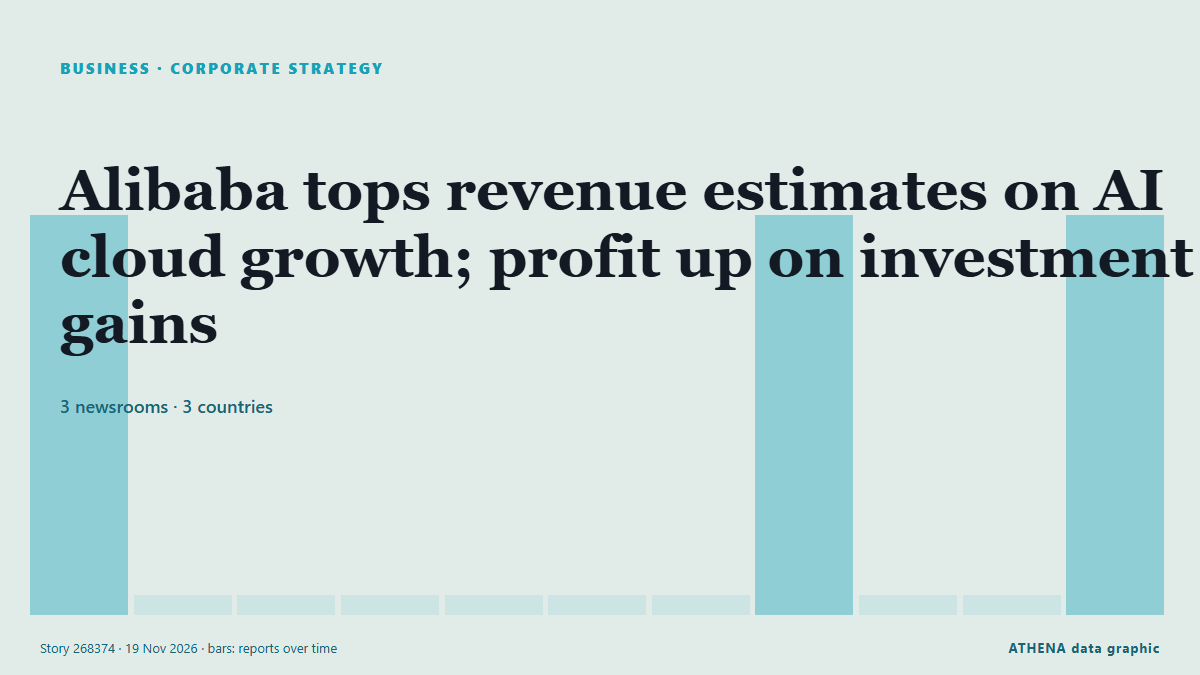 BUSINESS · CORPORATE STRATEGY
Alibaba tops revenue estimates on AI
cloud growth; profit up on investment
gains
3 newsrooms · 3 countries
Story 268374 · 19 Nov 2026 · bars: reports over time
ATHENA data graphic